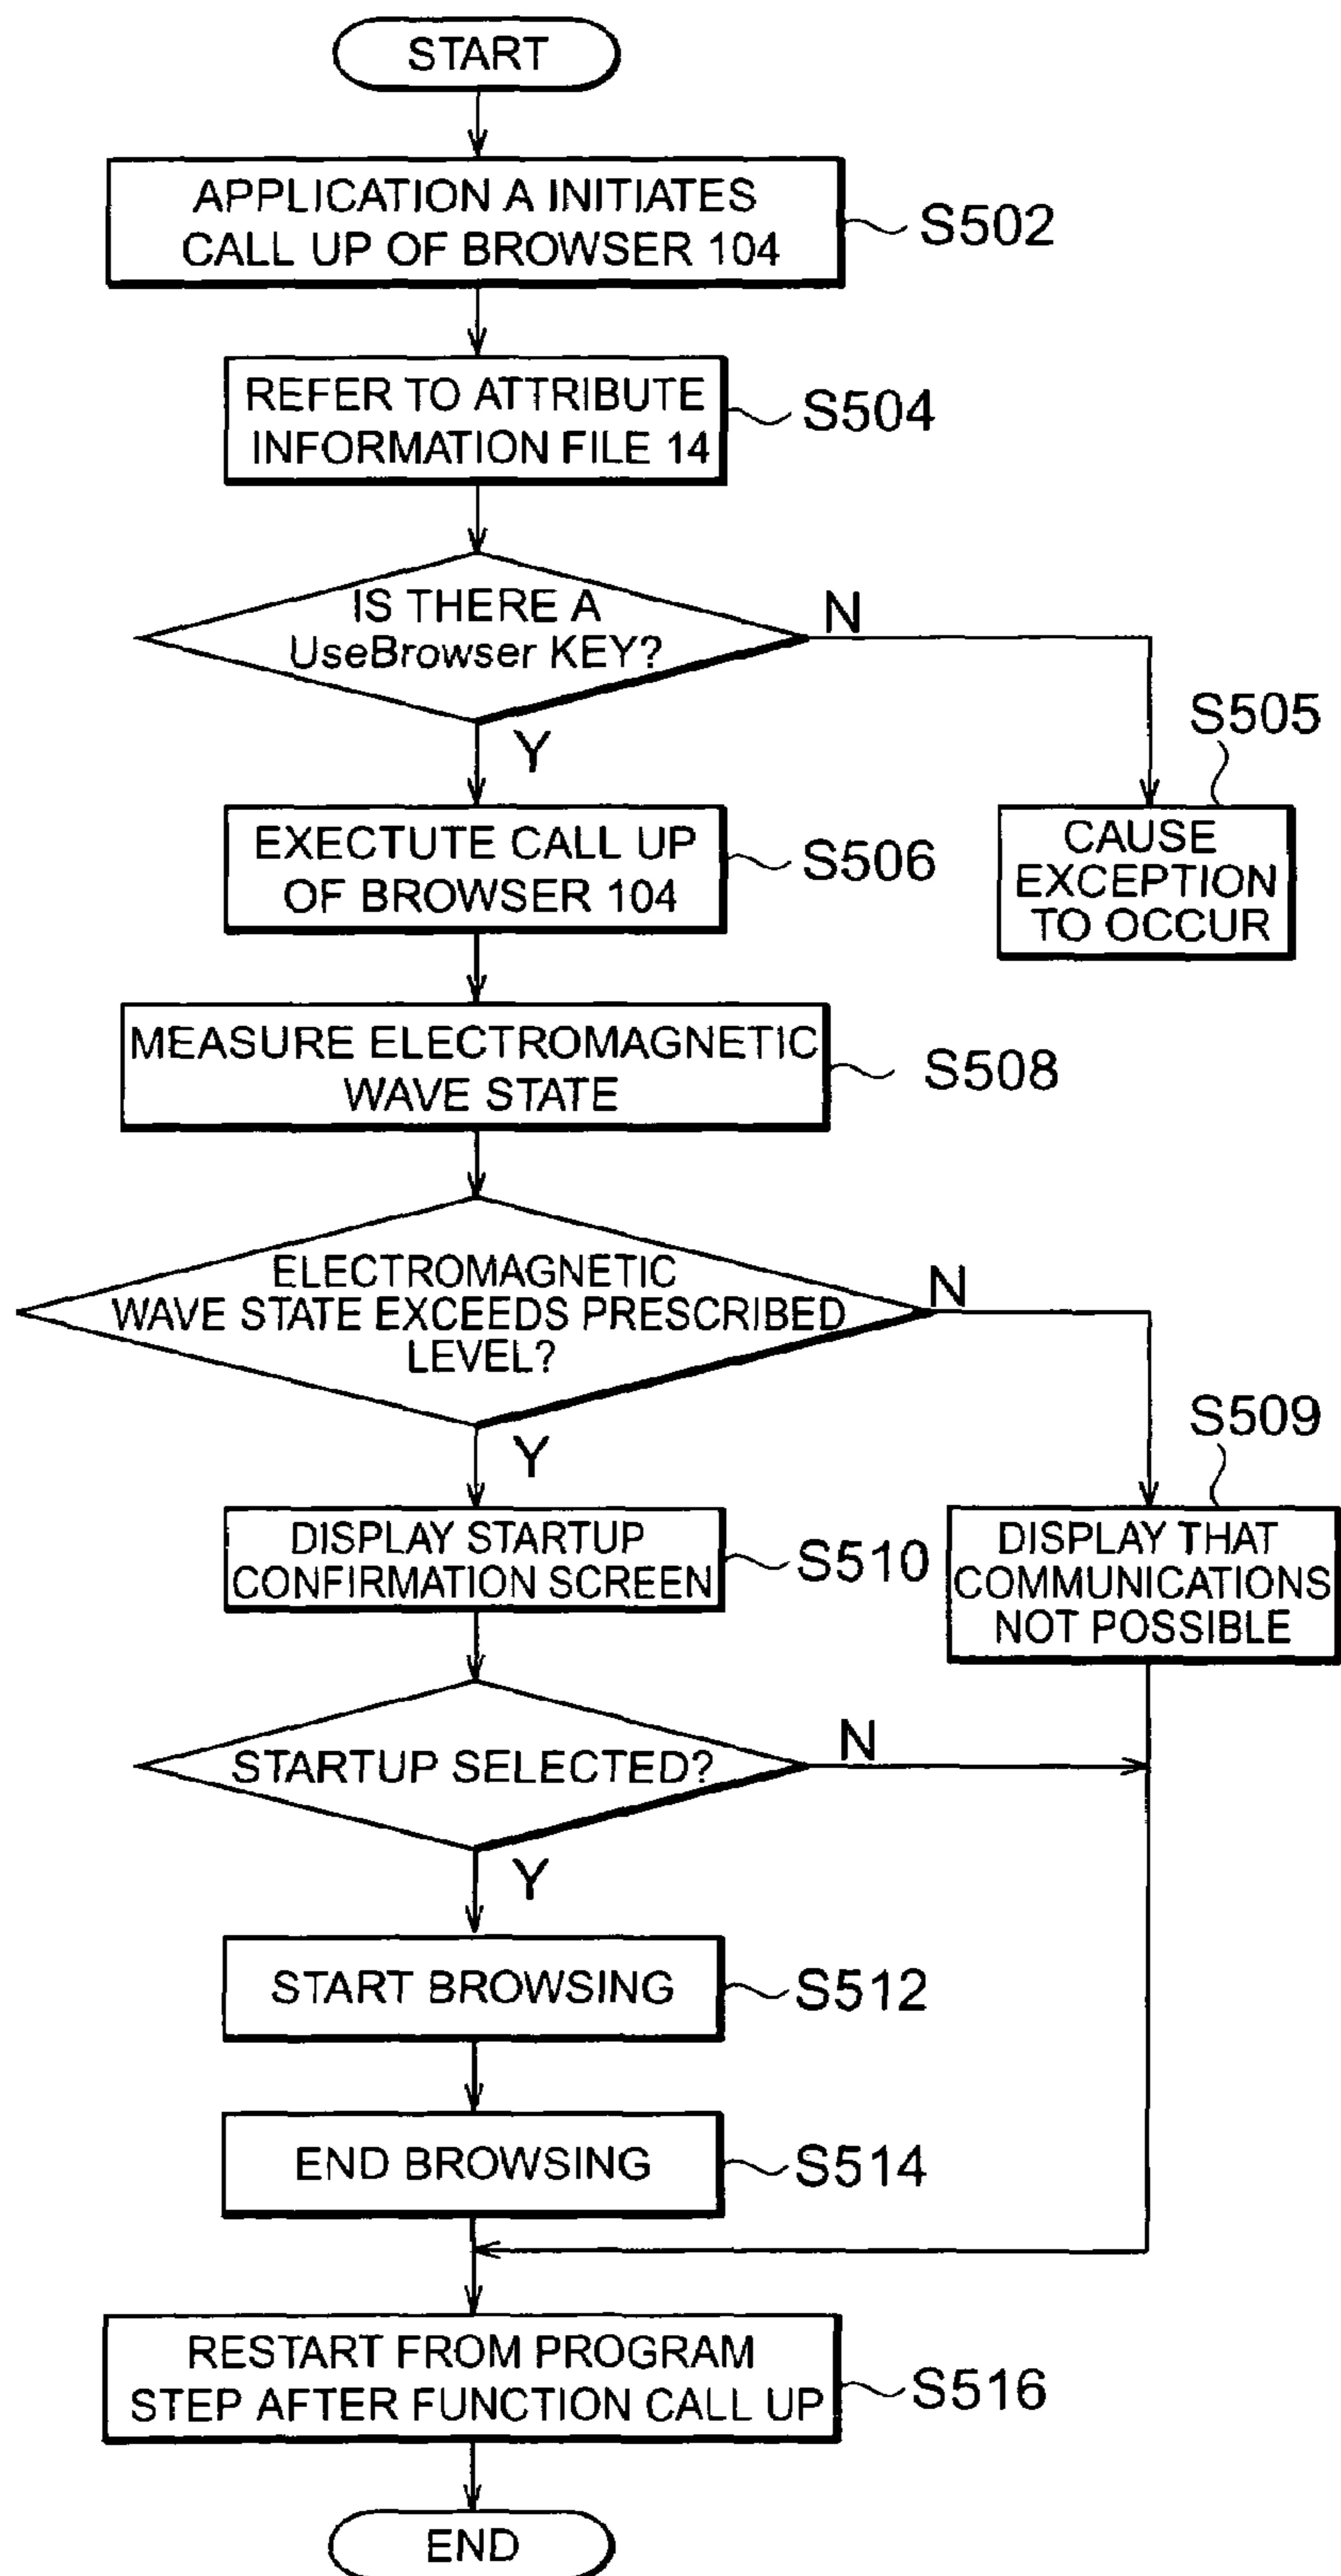 START
APPLICATION A INITIATES
CALL UP OF BROWSER 104
S502
REFER TO ATTRIBUTE
INFORMATION FILE 14
S504
IS THERE A
UseBrowser KEY?
N
Y
S505
CAUSE
EXCEPTION
TO OCCUR
EXECTUTE CALL UP
OF BROWSER 104
S506
MEASURE ELECTROMAGNETIC
WAVE STATE
S508
ELECTROMAGNETIC
WAVE STATE EXCEEDS PRESCRIBED
LEVEL?
N
Y
S509
DISPLAY THAT
COMMUNICATIONS
NOT POSSIBLE
DISPLAY STARTUP
CONFIRMATION SCREEN
S510
STARTUP SELECTED?
N
Y
START BROWSING
S512
END BROWSING
S514
RESTART FROM PROGRAM
STEP AFTER FUNCTION CALL UP
S516
END